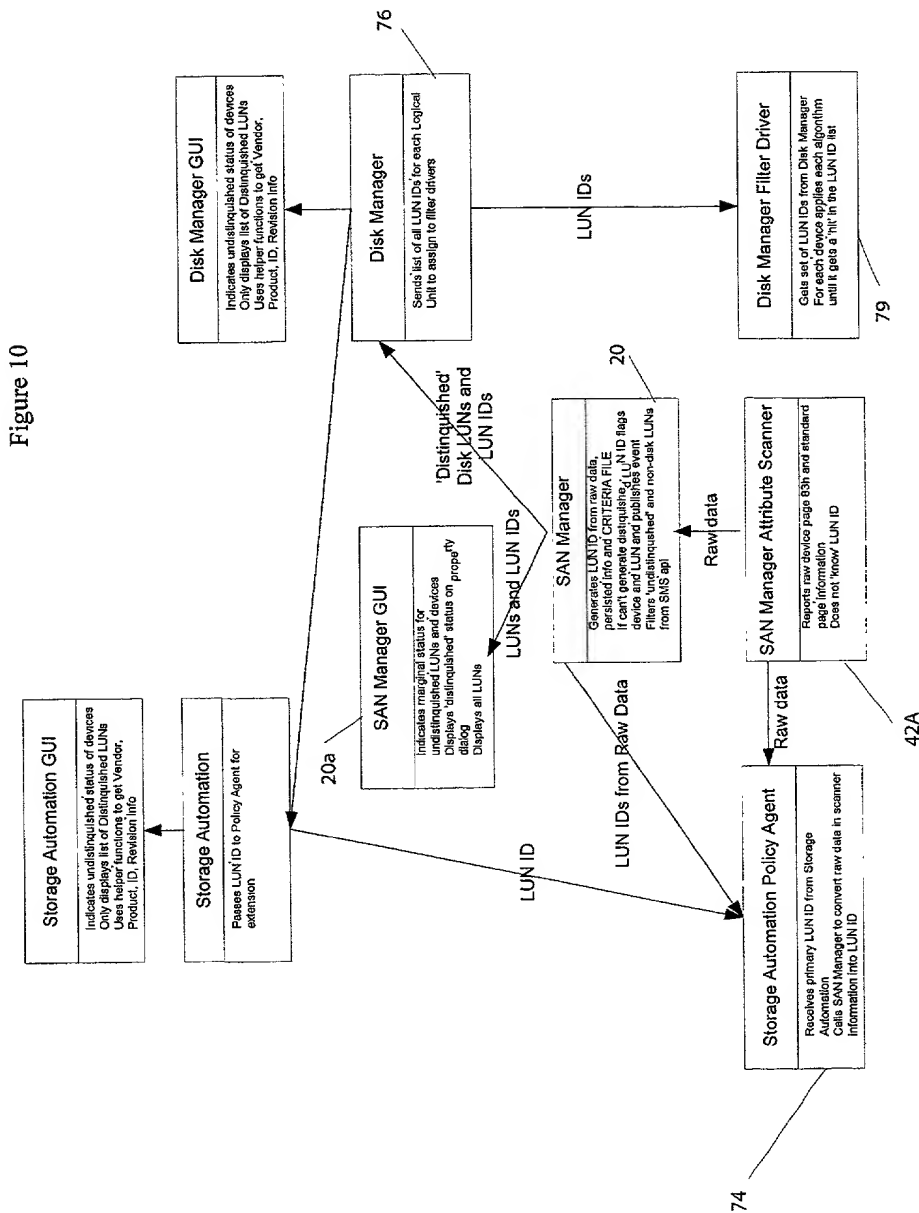 Figure 10
Storage Automation GUI
Indicates undistinquished status of devices
Only displays list of Distinquished LUNs
Uses helper functions to get Vendor,
Product, ID, Revision Info
Storage Automation
Passes LUN ID to Policy Agent for
extension
Disk Manager GUI
Indicates undistinquished status of devices
Only displays list of Distinquished LUNs
Uses helper functions to get Vendor,
Product, ID, Revision Info
76
Disk Manager
Sends list of all LUN IDs for each Logical
Unit to assign to filter drivers
20a
SAN Manager GUI
Indicates marginal status for
undistinquished LUNs and devices
Displays 'distinquished' status on property
dialog
Displays all LUNs
'Distinquished'
Disk LUNs and
LUN IDs
LUNs and LUN IDs
20
SAN Manager
Generates LUN ID from raw data,
persisted info and CRITERIA FILE
If can't generate distiquished LUN ID flags
device and LUN and publishes event
Filters 'undistinqushed' and non-disk LUNs
from SMS api
LUN ID
LUN IDs from Raw Data
LUN IDs
Raw data
Raw data
Storage Automation Policy Agent
Receives primary LUN ID from Storage
Automation
Calls SAN Manager to convert raw data in scanner
information into LUN ID
74
SAN Manager Attribute Scanner
Reports raw device page 83h and standard
page information
Does not 'know' LUN ID
42A
Disk Manager Filter Driver
Gets set of LUN IDs from Disk Manager
For each device applies each algorithm
until it gets a 'hit' in the LUN ID list
79